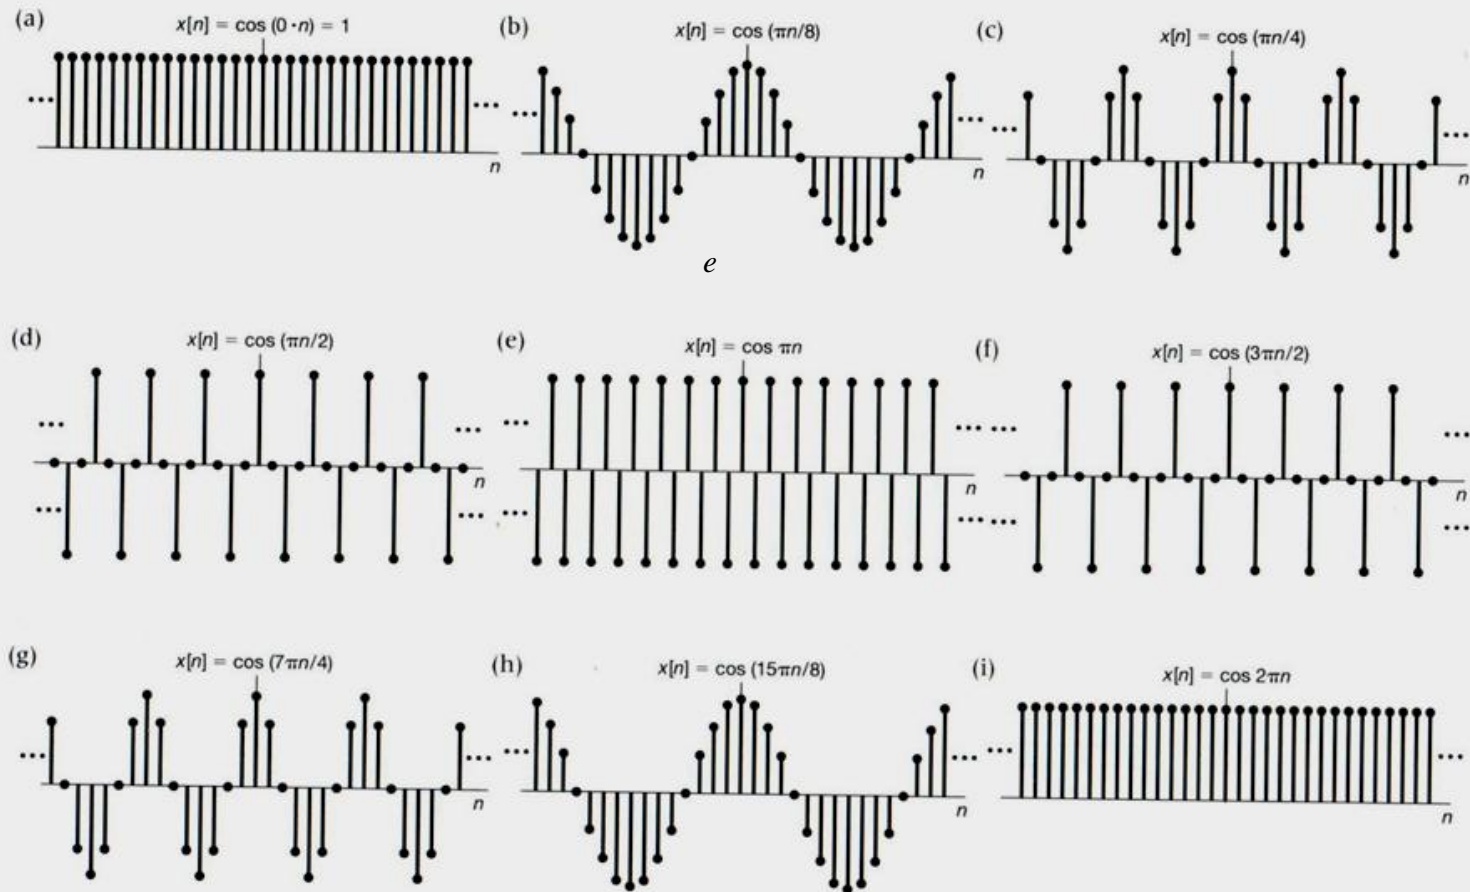 (a)
x[n] = cos (0 · n) = 1
...
...
n
(b)
x[n] = cos (πn/8)
...
...
n
(c)
x[n] = cos (πn/4)
...
...
n
e
(d)
x[n] = cos (πn/2)
...
...
n
...
...
(e)
x[n] = cos πn
...
...
n
...
...
(f)
x[n] = cos (3πn/2)
...
...
n
...
...
(g)
x[n] = cos (7πn/4)
...
...
n
(h)
x[n] = cos (15πn/8)
...
...
n
(i)
x[n] = cos 2πn
...
...
n